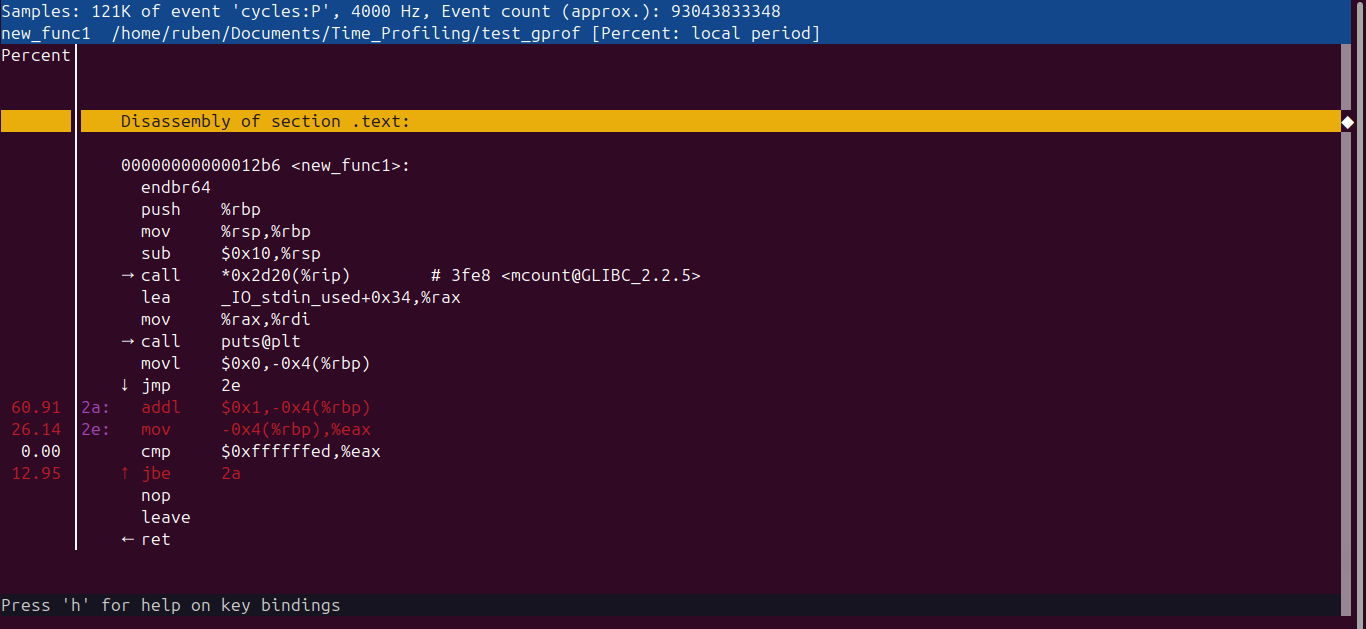 Samples: 121K of event 'cycles:P', 4000 Hz, Event count (approx.): 93043833348
new_func1  /home/ruben/Documents/Time_Profiling/test_gprof [Percent: local period]
Percent
Disassembly of section .text:
00000000000012b6 <new_func1>:
endbr64
push    %rbp
mov     %rsp,%rbp
sub     $0x10,%rsp
→ call    *0x2d20(%rip)        # 3fe8 <mcount@GLIBC_2.2.5>
lea     _IO_stdin_used+0x34,%rax
mov     %rax,%rdi
→ call    puts@plt
movl    $0x0,-0x4(%rbp)
↓ jmp     2e
60.91  2a:   addl    $0x1,-0x4(%rbp)
26.14  2e:   mov     -0x4(%rbp),%eax
0.00         cmp     $0xffffffed,%eax
12.95      ↑ jbe     2a
nop
leave
← ret
Press 'h' for help on key bindings